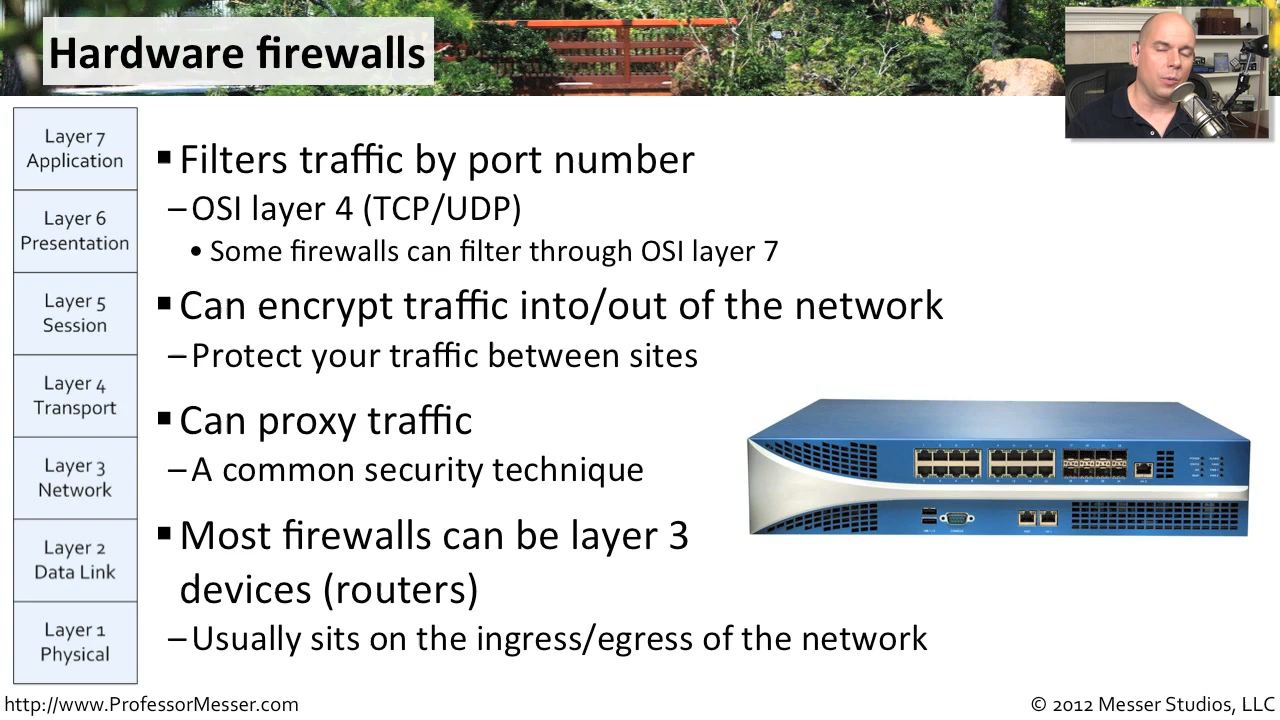 Hardware firewalls
Layer 7
Application
Layer 6
Presentation
Layer 5
Session
Layer 4
Transport
Layer 3
Network
Layer 2
Data Link
Layer 1
Physical
▪ Filters traffic by port number
– OSI layer 4 (TCP/UDP)
• Some firewalls can filter through OSI layer 7
▪ Can encrypt traffic into/out of the network
– Protect your traffic between sites
▪ Can proxy traffic
– A common security technique
▪ Most firewalls can be layer 3
devices (routers)
– Usually sits on the ingress/egress of the network
http://www.ProfessorMesser.com
© 2012 Messer Studios, LLC